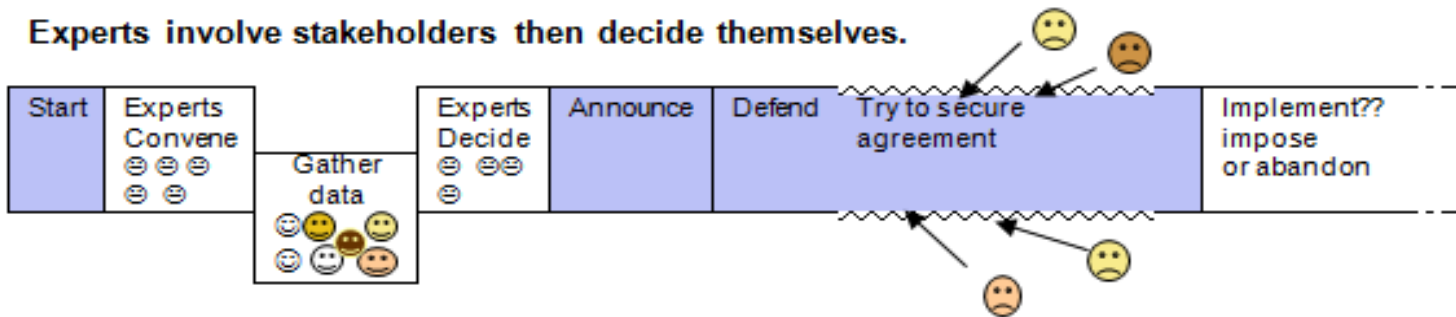 Experts involve stakeholders then decide themselves.
Start
Experts
Convene
Gather
data
Experts
Decide
Announce
Defend
Try to secure
agreement
Implement??
impose
or abandon